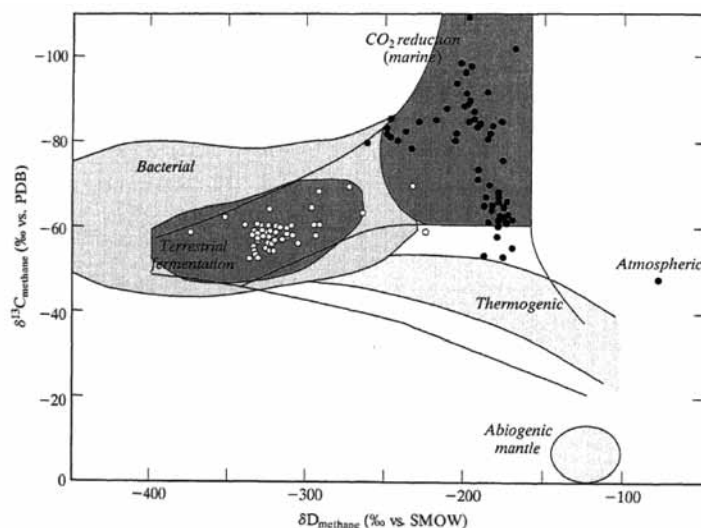 −100
−80
−60
−40
−20
0
δ¹³C methane (‰ vs. PDB)
CO₂ reduction
(marine)
Bacterial
Terrestrial
fermentation
Atmospheric
Thermogenic
Abiogenic
mantle
−400
−300
−200
−100
δD methane (‰ vs. SMOW)